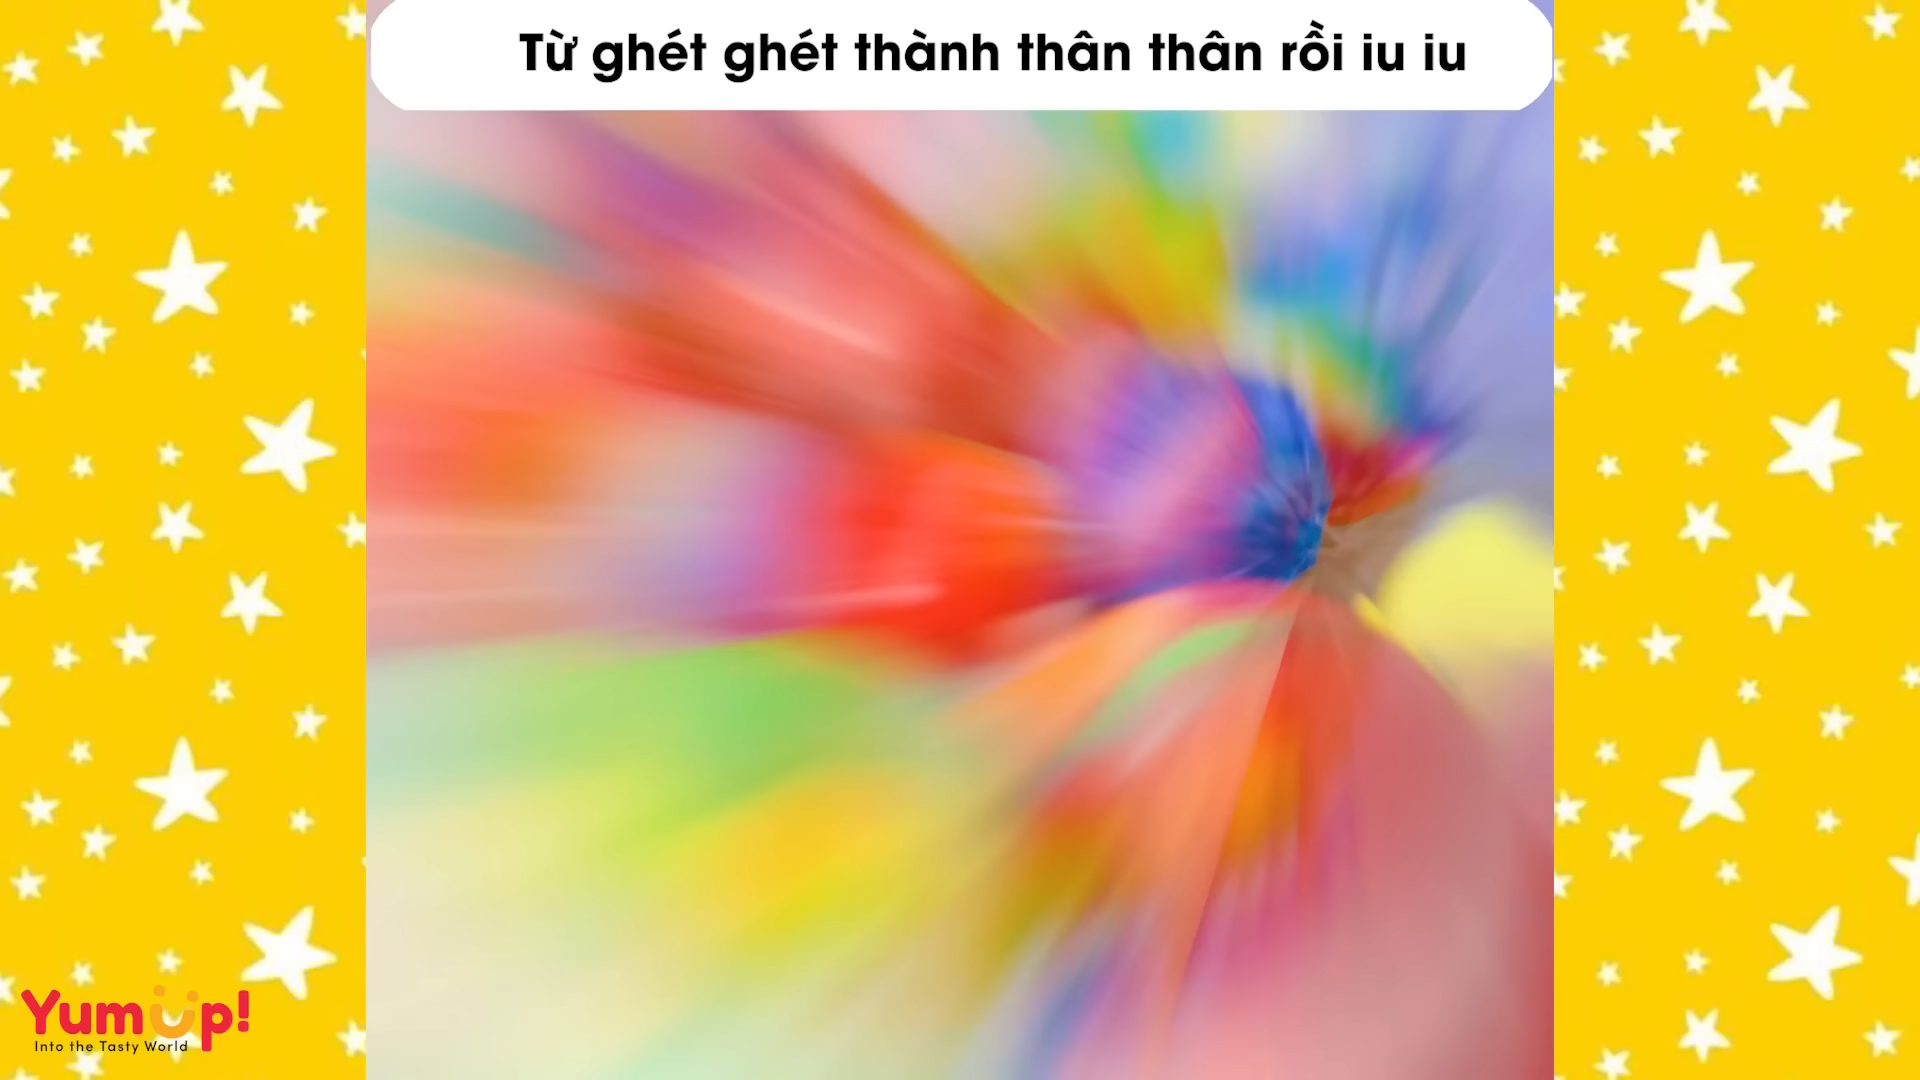 Từ ghét ghét thành thân thân rồi iu iu
YumUp!
Into the Tasty World